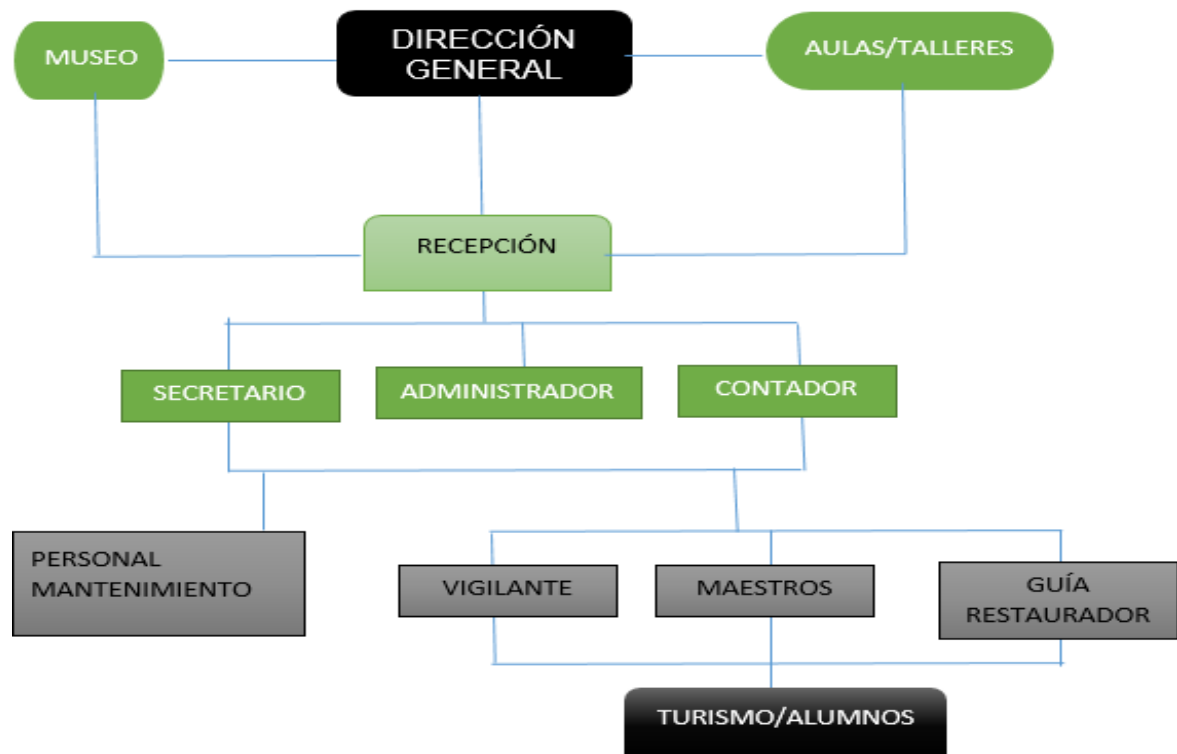 MUSEO
DIRECCIÓN
GENERAL
AULAS/TALLERES
RECEPCIÓN
SECRETARIO
ADMINISTRADOR
CONTADOR
PERSONAL
MANTENIMIENTO
VIGILANTE
MAESTROS
GUÍA
RESTAURADOR
TURISMO/ALUMNOS